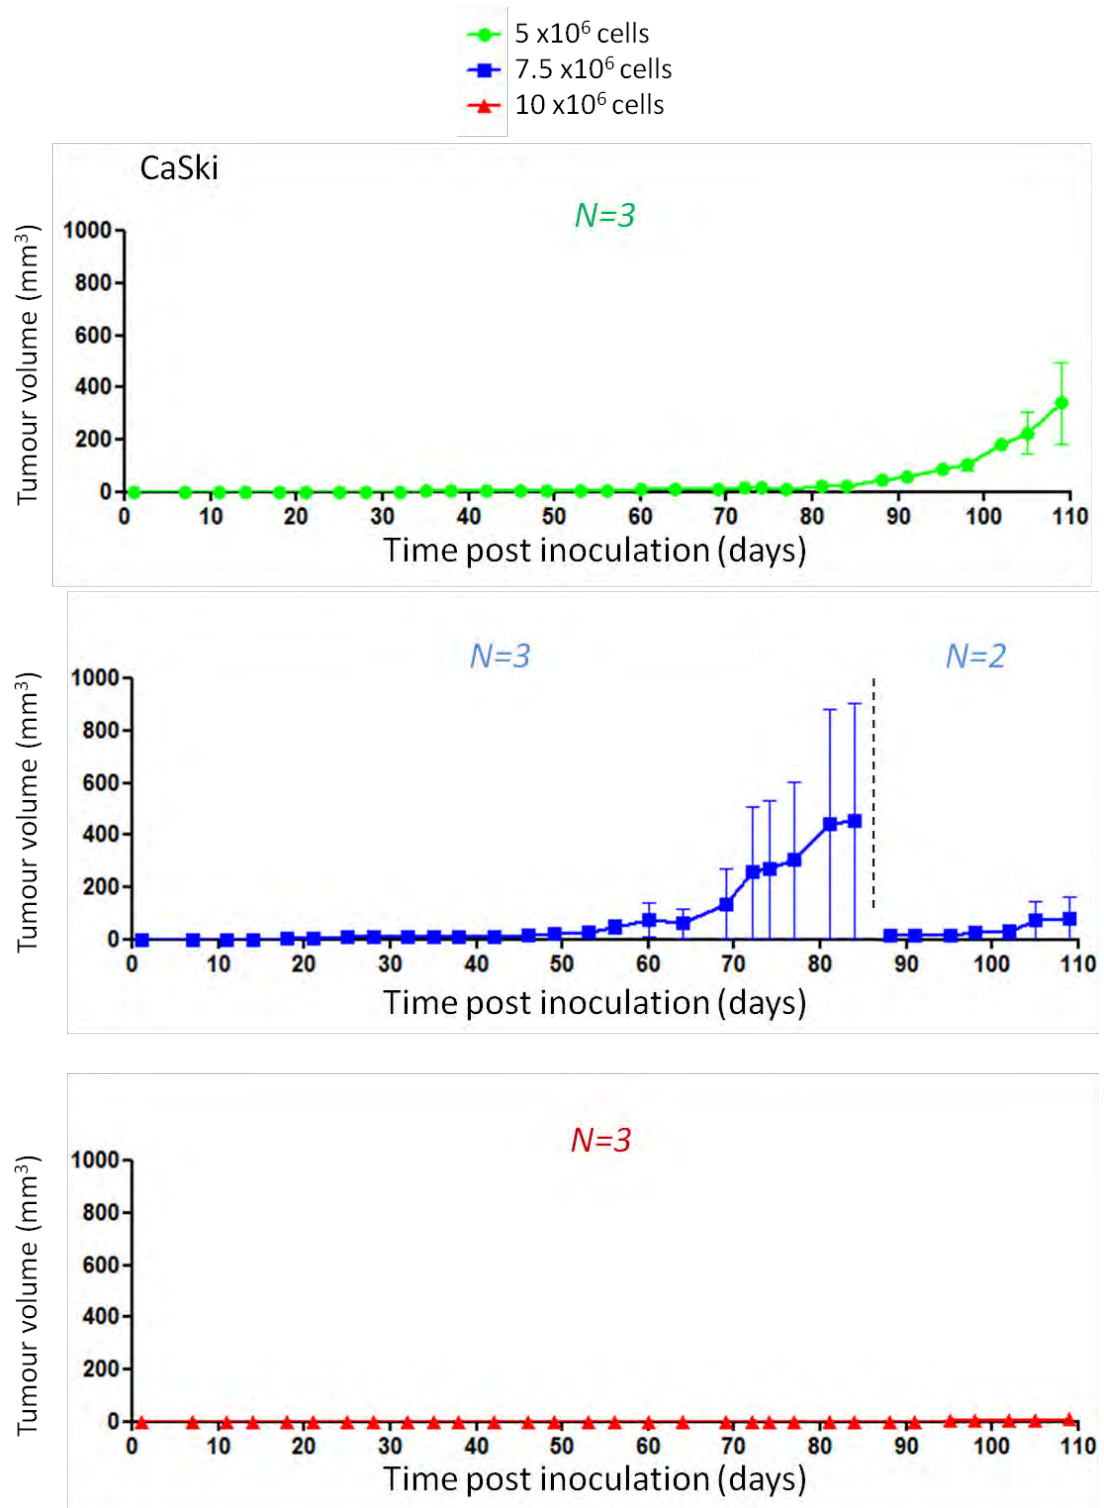 5 x10⁶ cells
7.5 x10⁶ cells
10 x10⁶ cells
CaSki
N=3
Tumour volume (mm³)
1000
800
600
400
200
0
0 10 20 30 40 50 60 70 80 90 100 110
Time post inoculation (days)
N=3 N=2
Tumour volume (mm³)
1000
800
600
400
200
0
0 10 20 30 40 50 60 70 80 90 100 110
Time post inoculation (days)
N=3
Tumour volume (mm³)
1000
800
600
400
200
0
0 10 20 30 40 50 60 70 80 90 100 110
Time post inoculation (days)